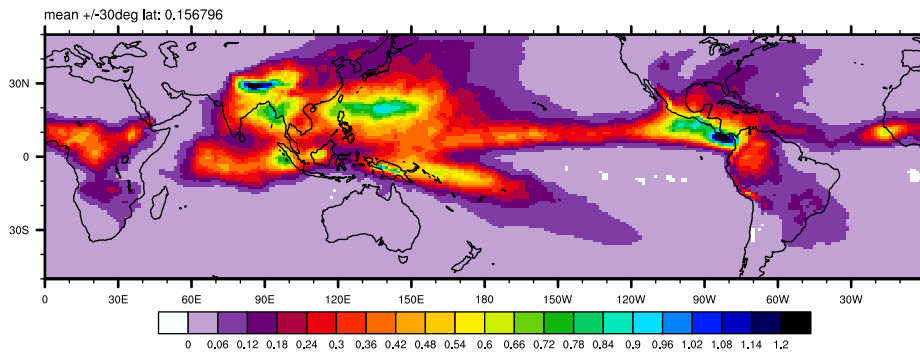 mean +/-30deg lat: 0.156796
30N
0
30S
0 30E 60E 90E 120E 150E 180 150W 120W 90W 60W 30W
0 0.06 0.12 0.18 0.24 0.3 0.36 0.42 0.48 0.54 0.6 0.66 0.72 0.78 0.84 0.9 0.96 1.02 1.08 1.14 1.2